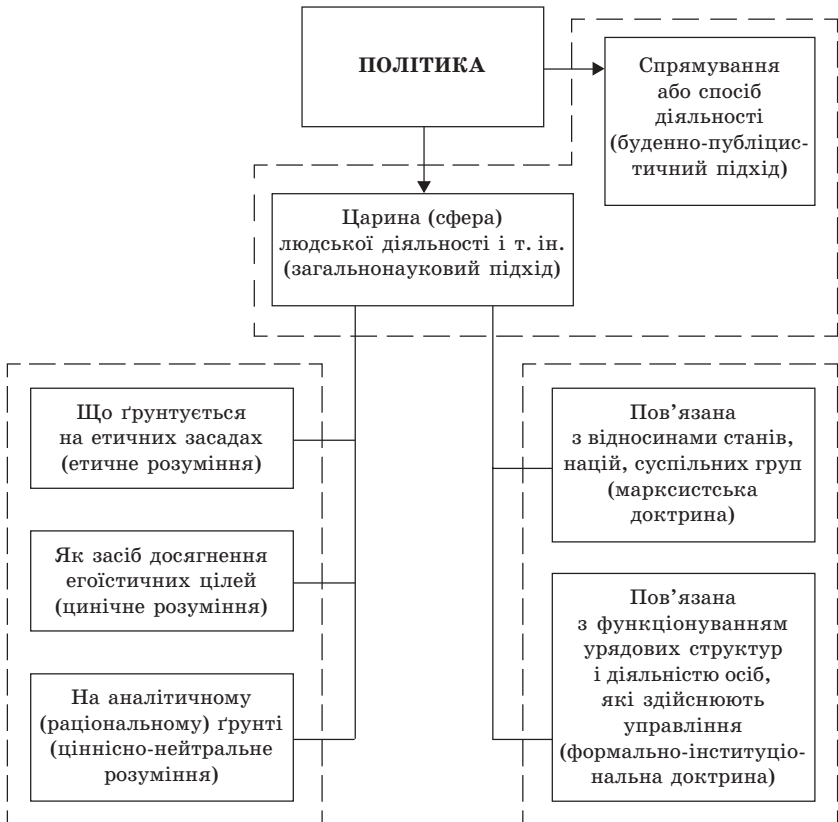 ПОЛІТИКА
Спрямування
або спосіб
діяльності
(буденно-публіцис-
тичний підхід)
Царина (сфера)
людської діяльності і т. ін.
(загальнонауковий підхід)
Що ґрунтується
на етичних засадах
(етичне розуміння)
Як засіб досягнення
егоїстичних цілей
(цинічне розуміння)
На аналітичному
(раціональному) ґрунті
(ціннісно-нейтральне
розуміння)
Пов’язана
з відносинами станів,
націй, суспільних груп
(марксистська
доктрина)
Пов’язана
з функціонуванням
урядових структур
і діяльністю осіб,
які здійснюють
управління
(формально-інституціо-
нальна доктрина)